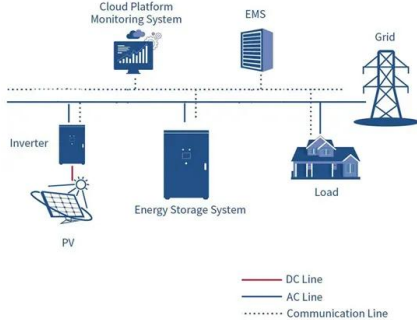 Cloud Platform
Monitoring System
EMS
Grid
Inverter
Energy Storage System
Load
PV
DC Line
AC Line
Communication Line